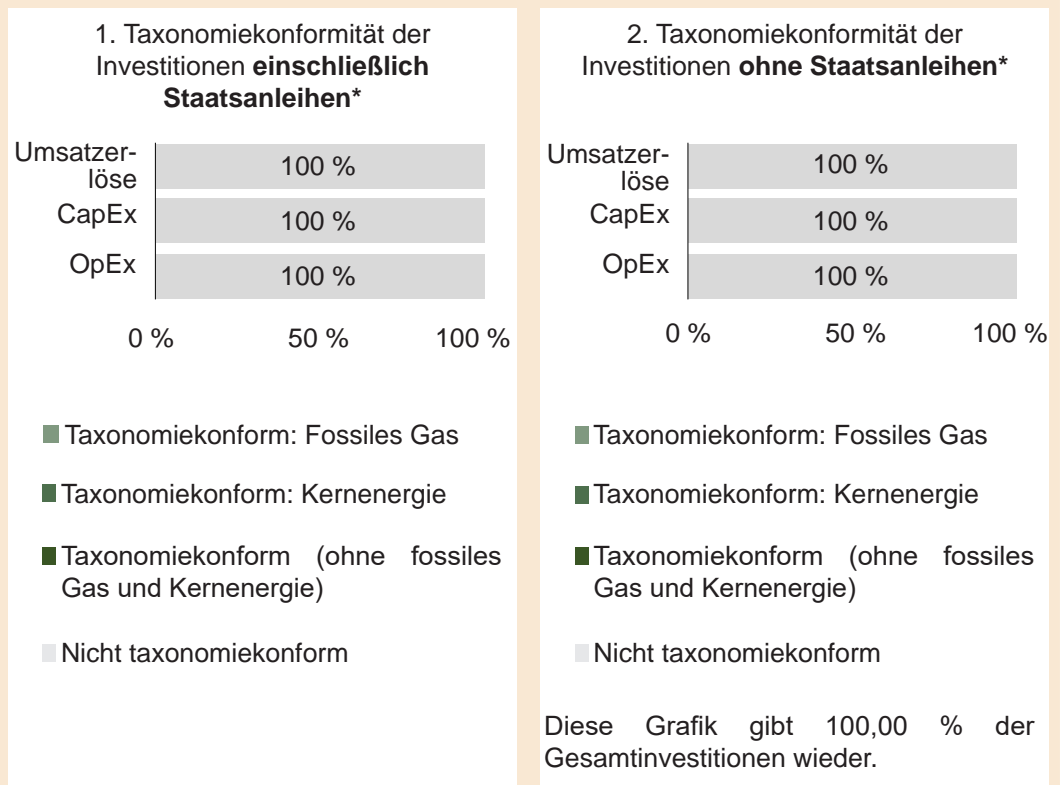 1. Taxonomiekonformität der
Investitionen einschließlich
Staatsanleihen*
Umsatzer-
löse
100 %
CapEx
100 %
OpEx
100 %
0 %
50 %
100 %
Taxonomiekonform: Fossiles Gas
Taxonomiekonform: Kernenergie
Taxonomiekonform (ohne fossiles
Gas und Kernenergie)
Nicht taxonomiekonform
2. Taxonomiekonformität der
Investitionen ohne Staatsanleihen*
Umsatzer-
löse
100 %
CapEx
100 %
OpEx
100 %
0 %
50 %
100 %
Taxonomiekonform: Fossiles Gas
Taxonomiekonform: Kernenergie
Taxonomiekonform (ohne fossiles
Gas und Kernenergie)
Nicht taxonomiekonform
Diese Grafik gibt 100,00 % der
Gesamtinvestitionen wieder.